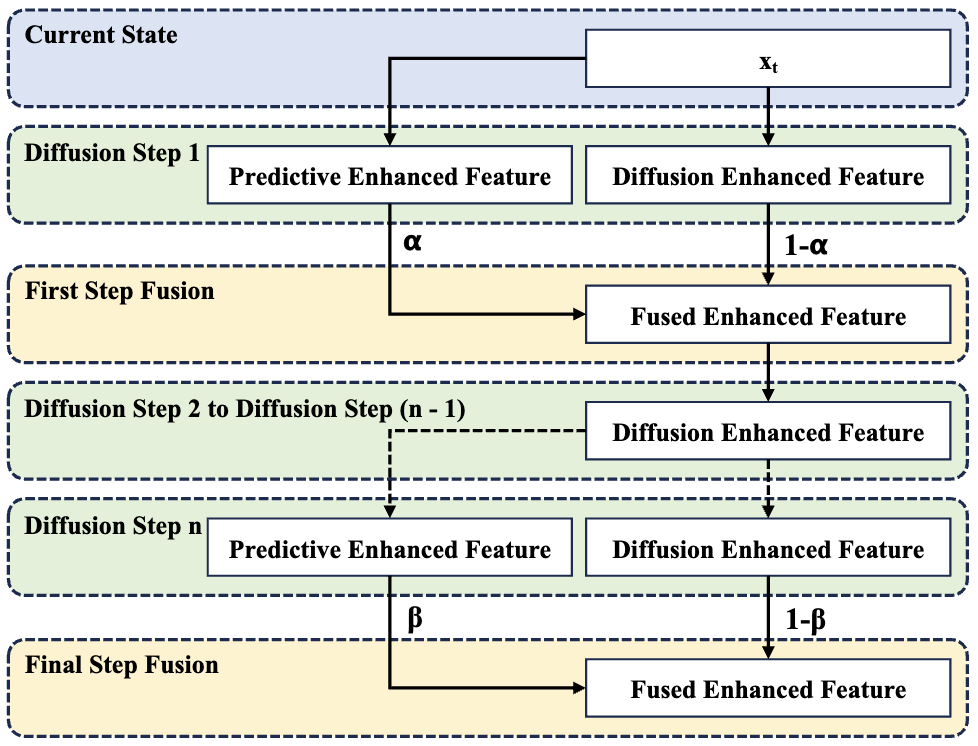 Current State
xt
Diffusion Step 1
Predictive Enhanced Feature
Diffusion Enhanced Feature
α
1-α
First Step Fusion
Fused Enhanced Feature
Diffusion Step 2 to Diffusion Step (n - 1)
Diffusion Enhanced Feature
Diffusion Step n
Predictive Enhanced Feature
Diffusion Enhanced Feature
β
1-β
Final Step Fusion
Fused Enhanced Feature